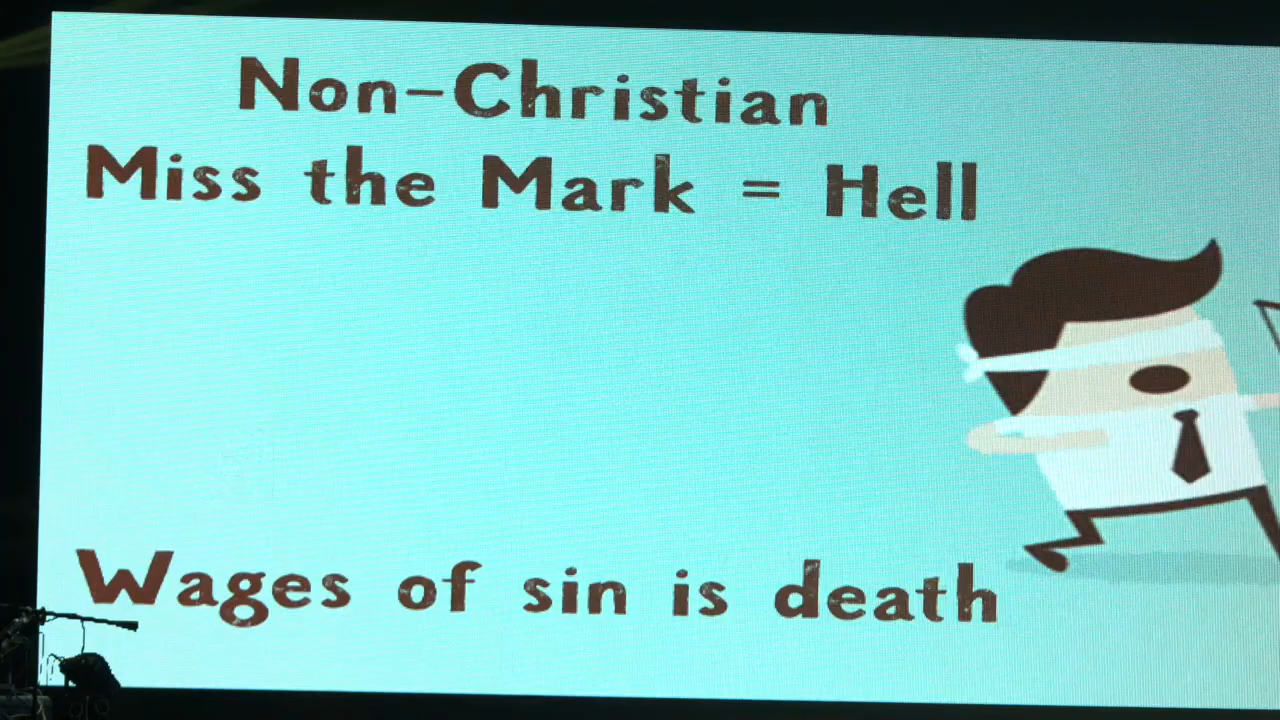 Non-Christian
Miss the Mark = Hell
Wages of sin is death